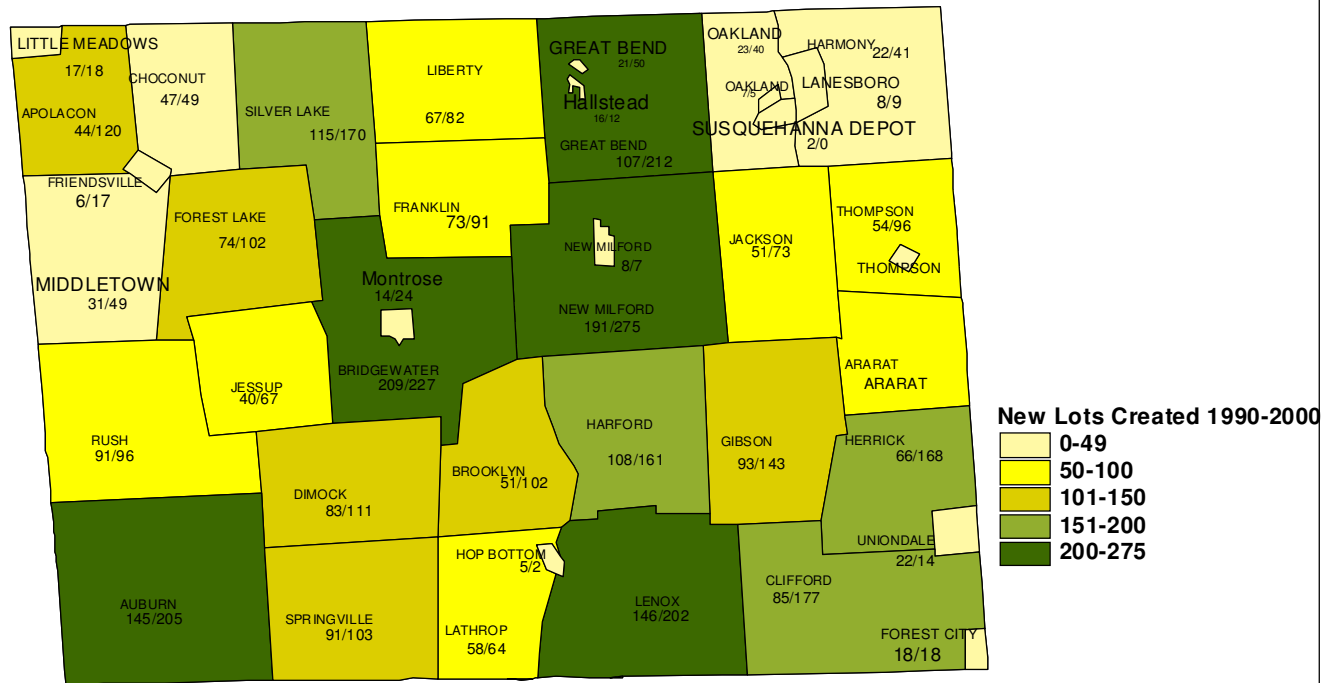 LITTLE MEADOWS
17/18
APOLACON
44/120
CHOCONUT
47/49
SILVER LAKE
115/170
LIBERTY
67/82
GREAT BEND
21/50
Hallstead
16/12
GREAT BEND
107/212
OAKLAND
23/40
HARMONY 22/41
OAKLAND
7/5
LANESBORO
8/9
SUSQUEHANNA DEPOT
2/0
FRIENDSVILLE
6/17
FOREST LAKE
74/102
FRANKLIN
73/91
NEW MILFORD
8/7
NEW MILFORD
191/275
JACKSON
51/73
THOMPSON
54/96
THOMPSON
MIDDLETOWN
31/49
Montrose
14/24
BRIDGEWATER
209/227
JESSUP
40/67
ARARAT
ARARAT
RUSH
91/96
DIMOCK
83/111
BROOKLYN
51/102
HARFORD
108/161
GIBSON
93/143
HERRICK
66/168
UNIONDALE
22/14
AUBURN
145/205
SPRINGVILLE
91/103
HOP BOTTOM
5/2
LATHROP
58/64
LENOX
146/202
CLIFFORD
85/177
FOREST CITY
18/18
New Lots Created 1990-2000
0-49
50-100
101-150
151-200
200-275